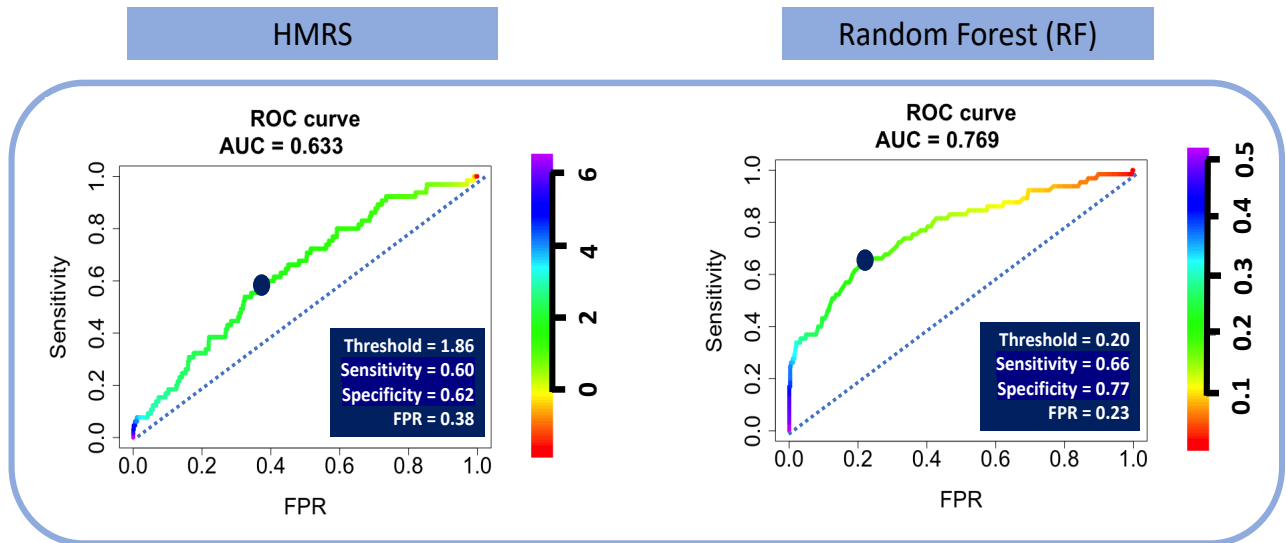 HMRS
ROC curve
AUC = 0.633
Sensitivity
1.0
0.8
0.6
0.4
0.2
0.0
Threshold = 1.86
Sensitivity = 0.60
Specificity = 0.62
FPR = 0.38
0.0 0.2 0.4 0.6 0.8 1.0
FPR
6
4
2
0
Random Forest (RF)
ROC curve
AUC = 0.769
Sensitivity
1.0
0.8
0.6
0.4
0.2
0.0
Threshold = 0.20
Sensitivity = 0.66
Specificity = 0.77
FPR = 0.23
0.0 0.2 0.4 0.6 0.8 1.0
FPR
0.5
0.4
0.3
0.2
0.1